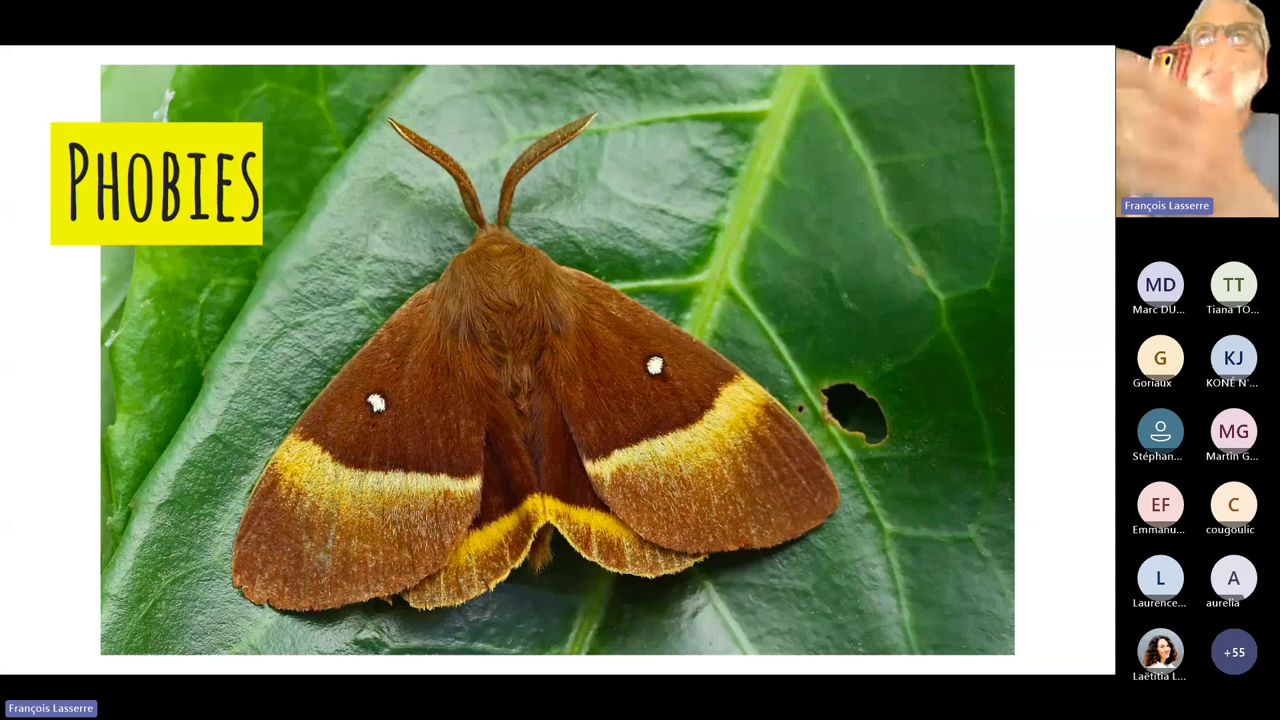 PHOBIES
François Lasserre
MD
TT
Marc DU...
Tiana TO...
G
KJ
Goriaux
KONÉ N'...
MG
Stéphan...
Martin G...
EF
C
Emmanu...
cougoulic
L
A
Laurence...
aurelia
Laëtitia L...
+55
François Lasserre